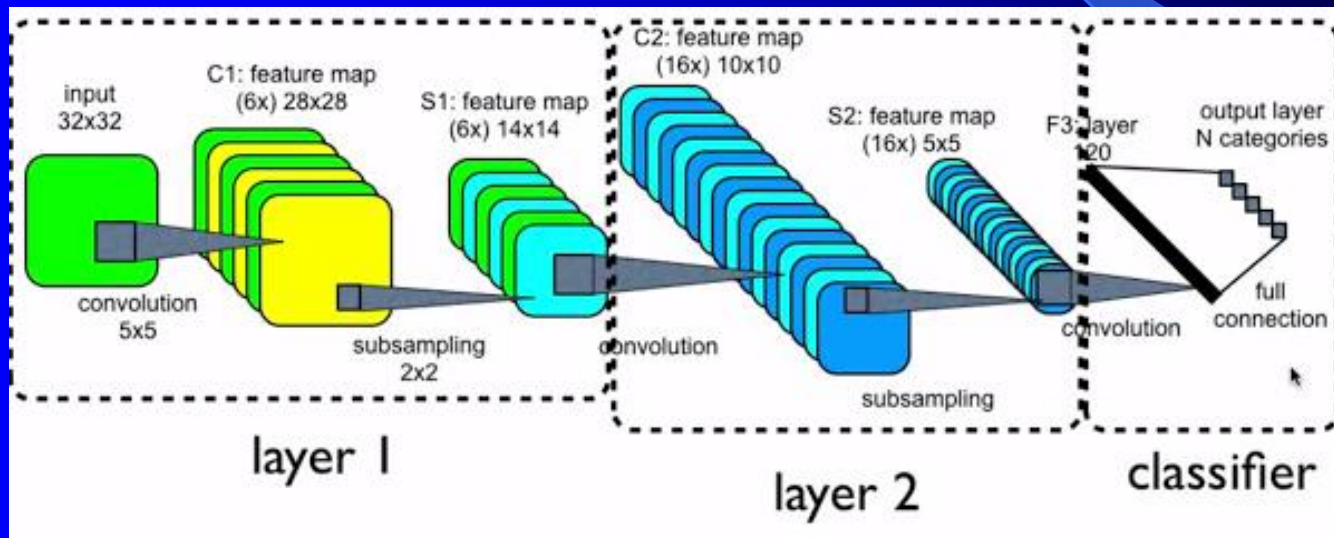 input
32x32
C1: feature map
(6x) 28x28
S1: feature map
(6x) 14x14
C2: feature map
(16x) 10x10
S2: feature map
(16x) 5x5
F3: layer
120
output layer
N categories
convolution
5x5
subsampling
2x2
convolution
subsampling
convolution
full
connection
layer 1
layer 2
classifier